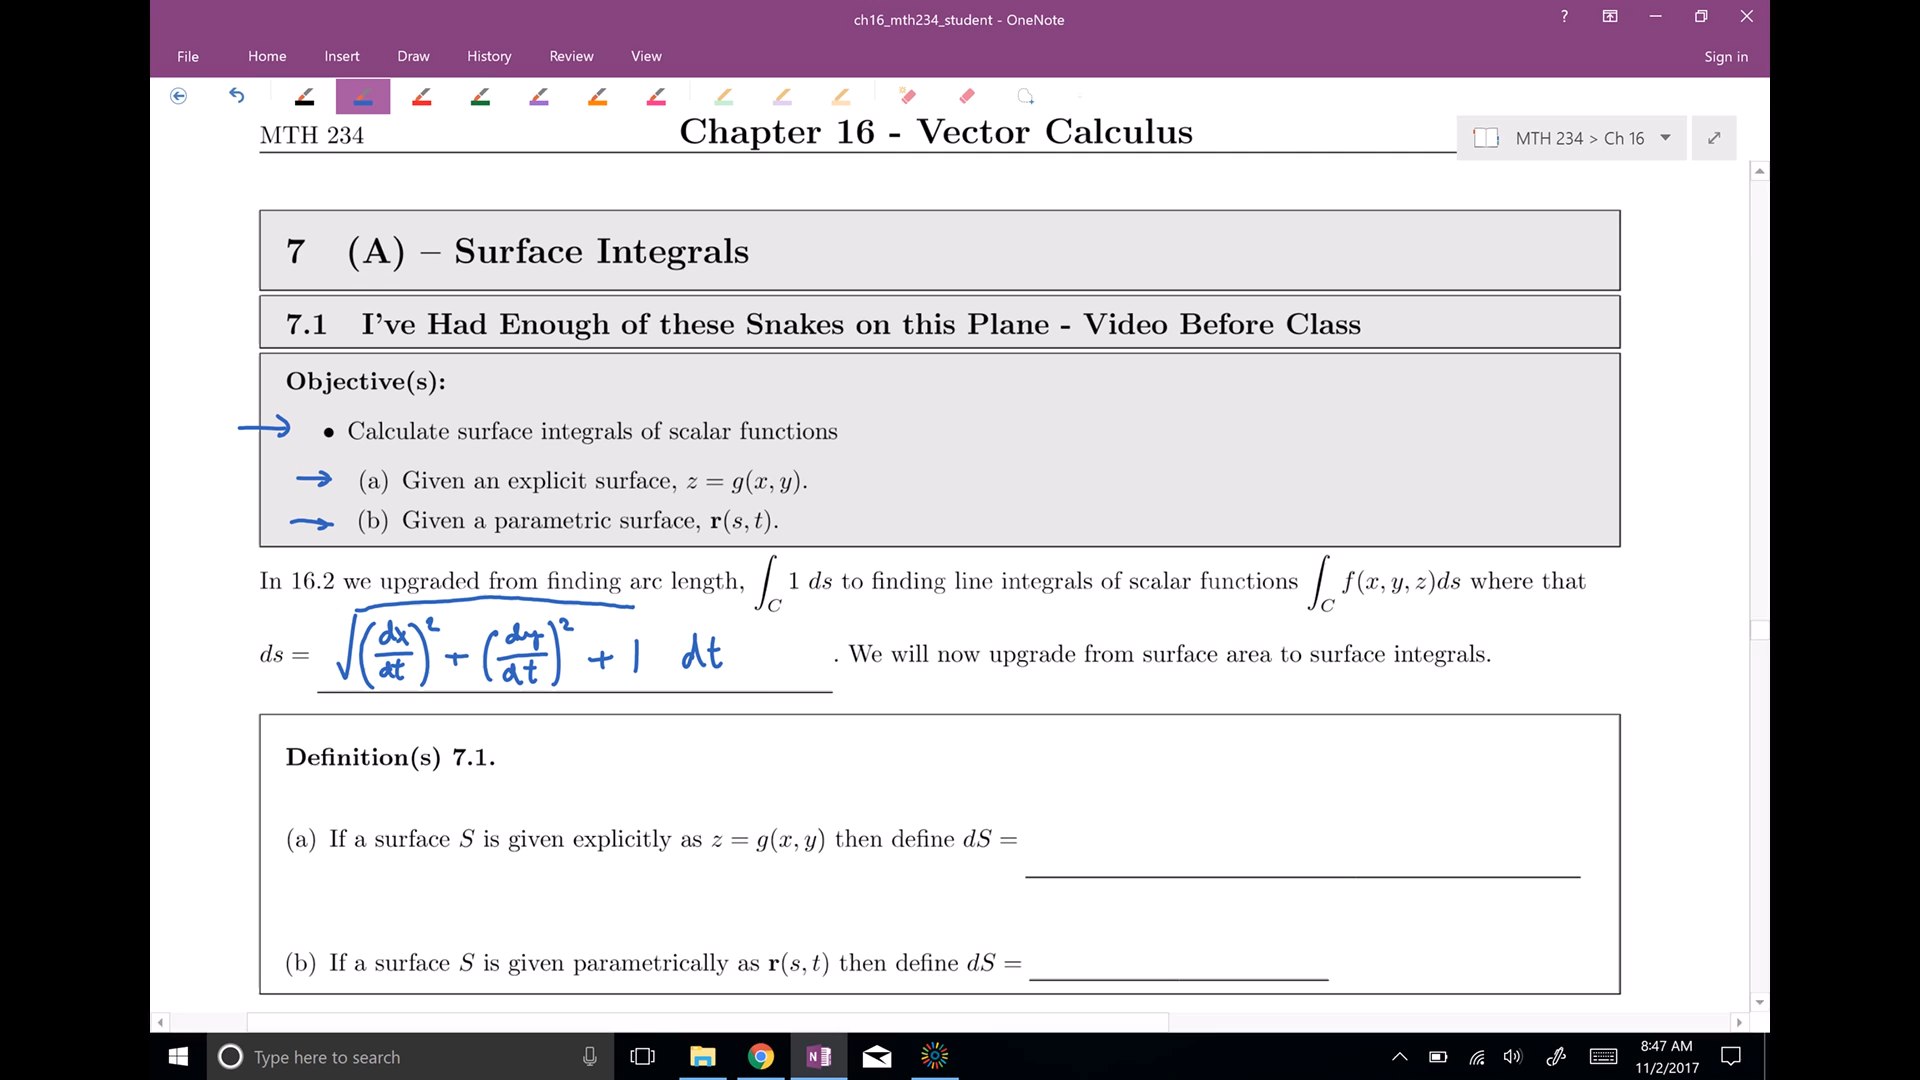 ch16_mth234_student - OneNote
?
File Home Insert Draw History Review View Sign in
MTH 234 Chapter 16 - Vector Calculus
MTH 234 > Ch 16
7 (A) – Surface Integrals
7.1 I've Had Enough of these Snakes on this Plane - Video Before Class
Objective(s):
→ • Calculate surface integrals of scalar functions
→ (a) Given an explicit surface, z = g(x, y).
→ (b) Given a parametric surface, r(s, t).
In 16.2 we upgraded from finding arc length, ∫_C 1 ds to finding line integrals of scalar functions ∫_C f(x, y, z)ds where that
ds = √((dx/dt)² + (dy/dt)² + 1) dt . We will now upgrade from surface area to surface integrals.
Definition(s) 7.1.
(a) If a surface S is given explicitly as z = g(x, y) then define dS =
(b) If a surface S is given parametrically as r(s, t) then define dS =
Type here to search
N
8:47 AM
11/2/2017